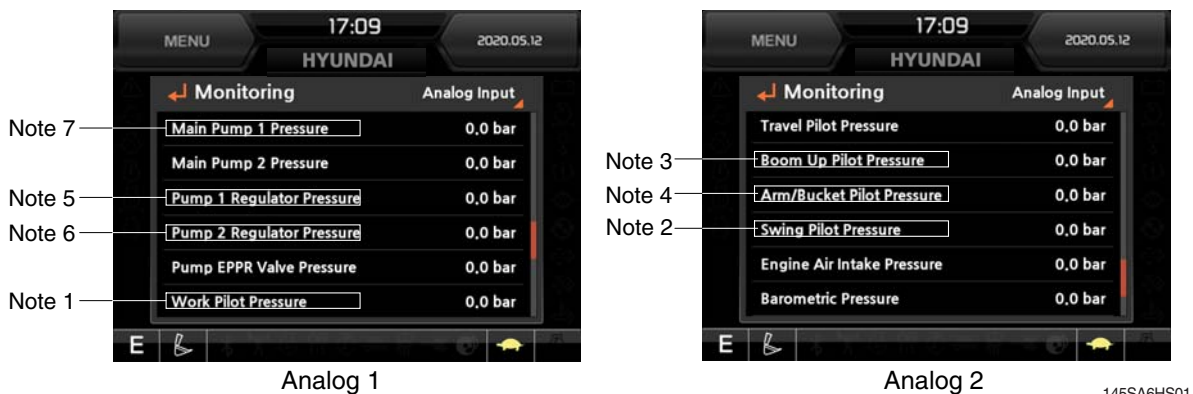 17:09
MENU
2020.05.12
HYUNDAI
Monitoring
Analog Input
Note 7
Main Pump 1 Pressure
0.0 bar
Main Pump 2 Pressure
0.0 bar
Note 5
Pump 1 Regulator Pressure
0.0 bar
Note 6
Pump 2 Regulator Pressure
0.0 bar
Pump EPPR Valve Pressure
0.0 bar
Note 1
Work Pilot Pressure
0.0 bar
E
Analog 1
17:09
MENU
2020.05.12
HYUNDAI
Monitoring
Analog Input
Travel Pilot Pressure
0.0 bar
Note 3
Boom Up Pilot Pressure
0.0 bar
Note 4
Arm/Bucket Pilot Pressure
0.0 bar
Note 2
Swing Pilot Pressure
0.0 bar
Engine Air Intake Pressure
0.0 bar
Barometric Pressure
0.0 bar
E
Analog 2
145SA6HS01